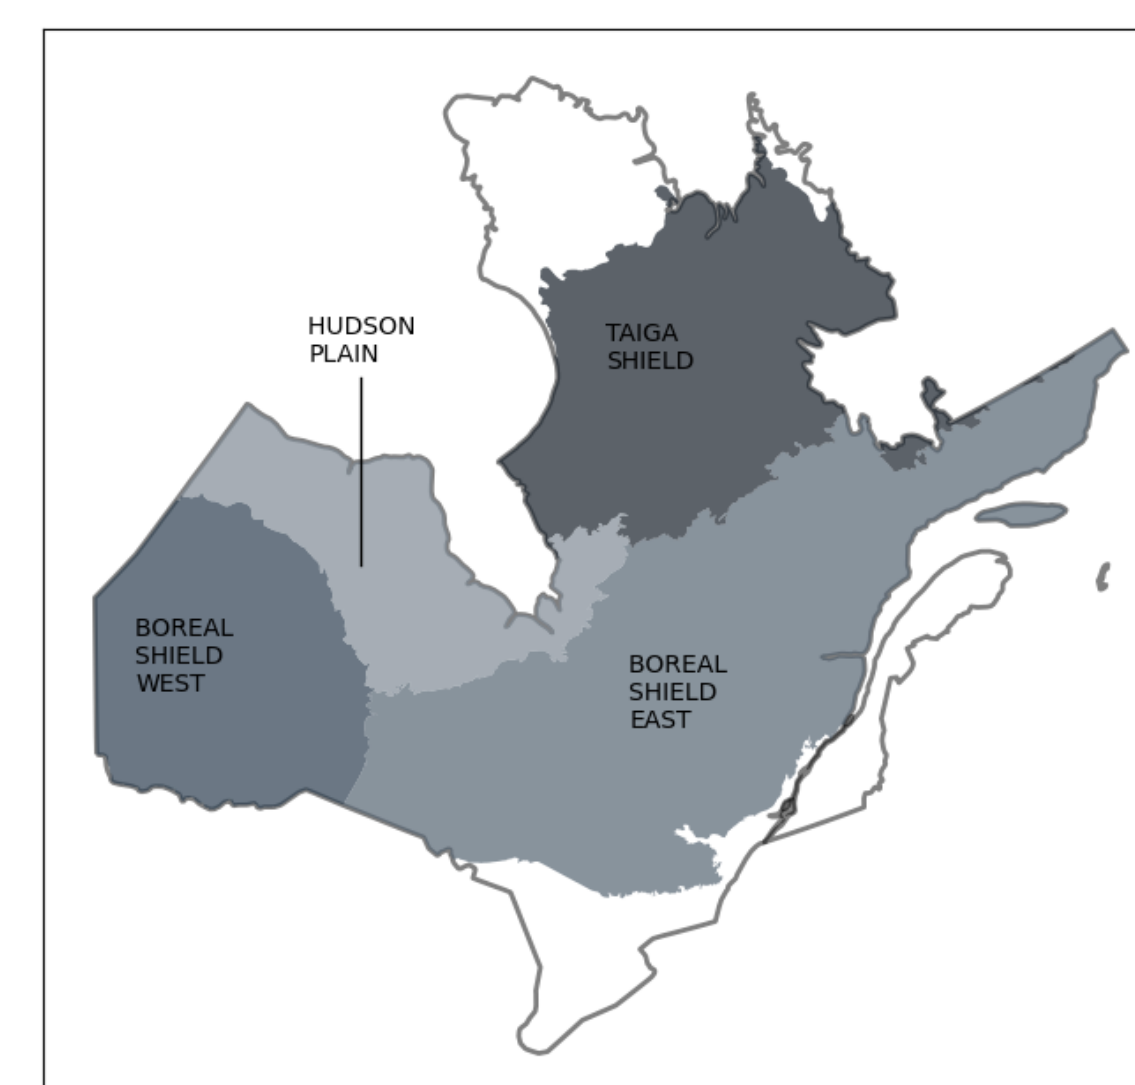 HUDSON
PLAIN
TAIGA
SHIELD
BOREAL
SHIELD
WEST
BOREAL
SHIELD
EAST